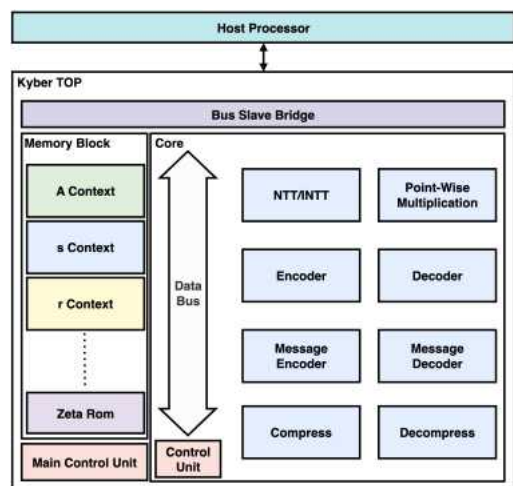 Host Processor
Kyber TOP
Bus Slave Bridge
Memory Block
Core
A Context
s Context
r Context
Zeta Rom
Main Control Unit
Data
Bus
Control
Unit
NTT/INTT
Point-Wise
Multiplication
Encoder
Decoder
Message
Encoder
Message
Decoder
Compress
Decompress